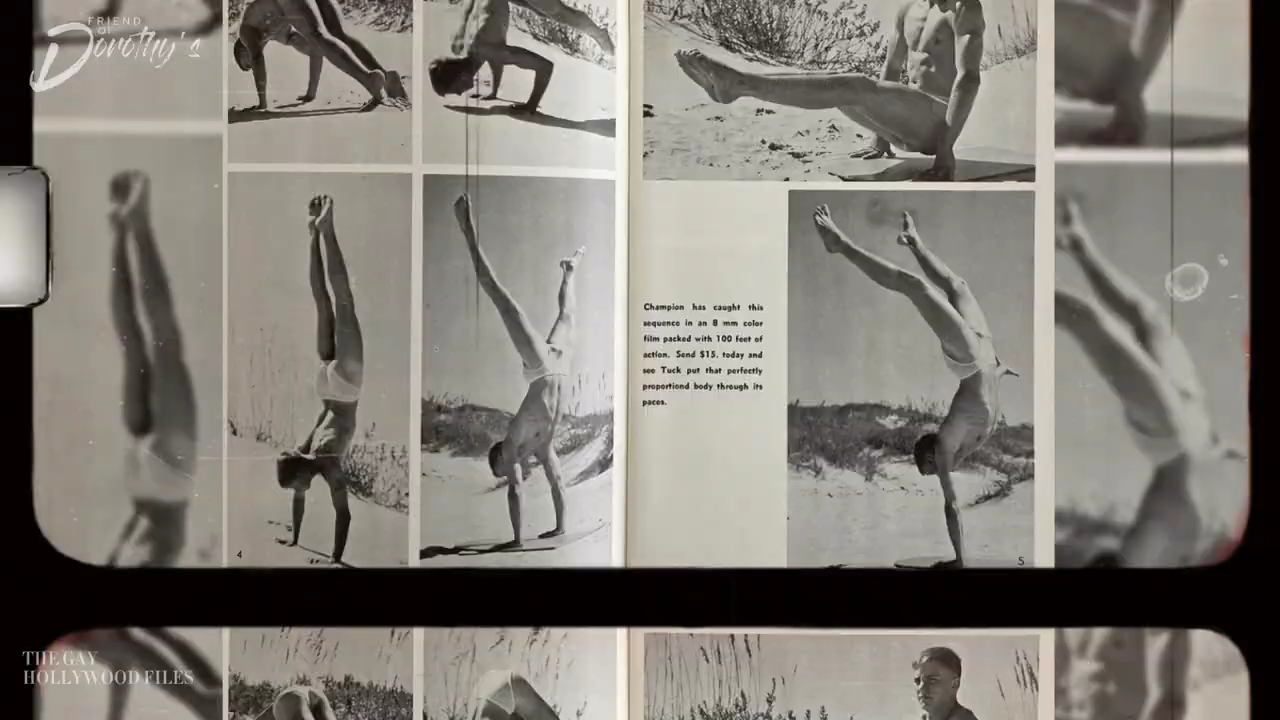 FRIEND
OF
Dorothy's
Champion has caught this
sequence in an 8 mm color
film packed with 100 feet of
action. Send $15. today and
see Tuck put that perfectly
proportiond body through its
paces.
4
5
THE GAY
HOLLYWOOD FILES